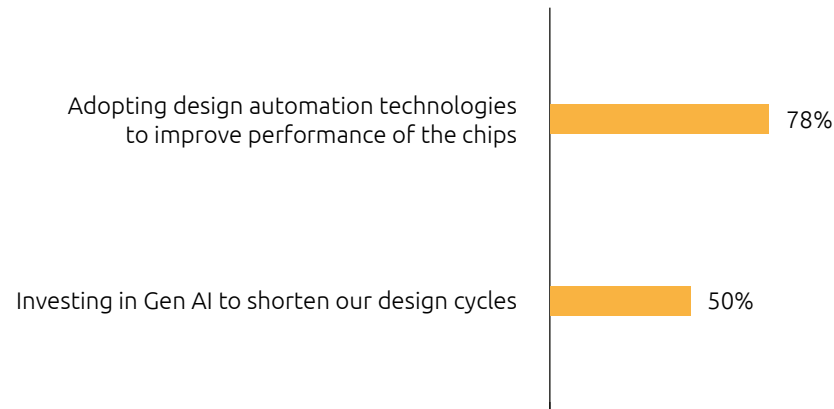 Adopting design automation technologies
to improve performance of the chips
78%
Investing in Gen AI to shorten our design cycles
50%